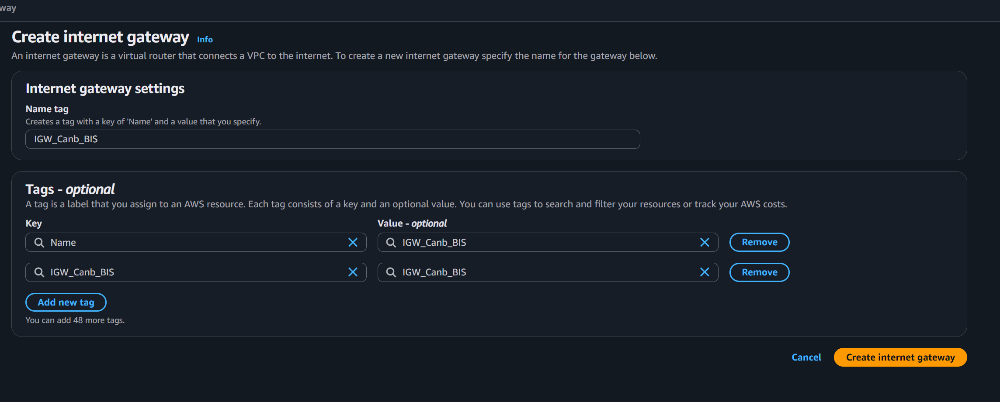 way
Create internet gateway Info
An internet gateway is a virtual router that connects a VPC to the internet. To create a new internet gateway specify the name for the gateway below.
Internet gateway settings
Name tag
Creates a tag with a key of 'Name' and a value that you specify.
IGW_Canb_BIS
Tags - optional
A tag is a label that you assign to an AWS resource. Each tag consists of a key and an optional value. You can use tags to search and filter your resources or track your AWS costs.
Key Value - optional
Name IGW_Canb_BIS Remove
IGW_Canb_BIS IGW_Canb_BIS Remove
Add new tag
You can add 48 more tags.
Cancel Create internet gateway